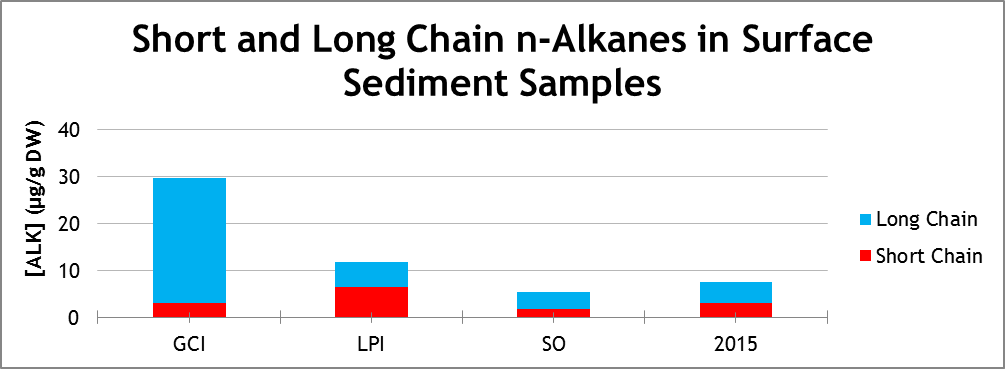 Short and Long Chain n-Alkanes in Surface
Sediment Samples
[ALK] (µg/g DW)
40
30
20
10
0
GCI
LPI
SO
2015
Long Chain
Short Chain